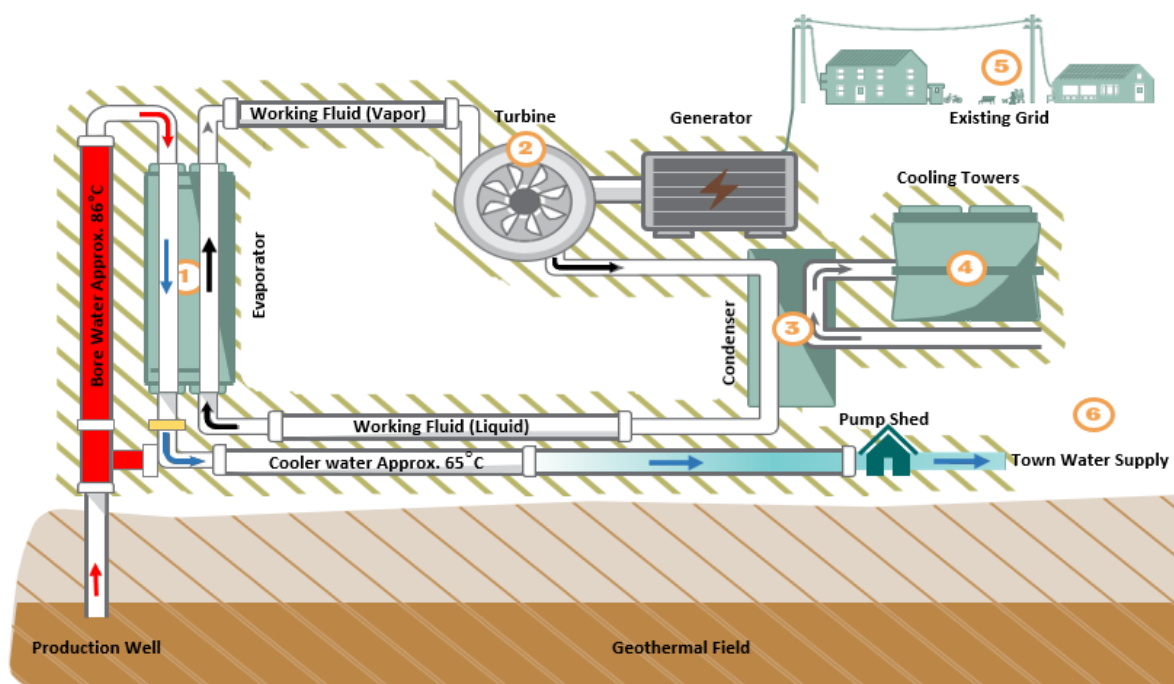 5
Existing Grid
Working Fluid (Vapor)
Turbine
2
Generator
Cooling Towers
Bore Water Approx. 86°C
1
Evaporator
4
Condenser
3
6
Working Fluid (Liquid)
Pump Shed
Cooler water Approx. 65°C
Town Water Supply
Production Well
Geothermal Field